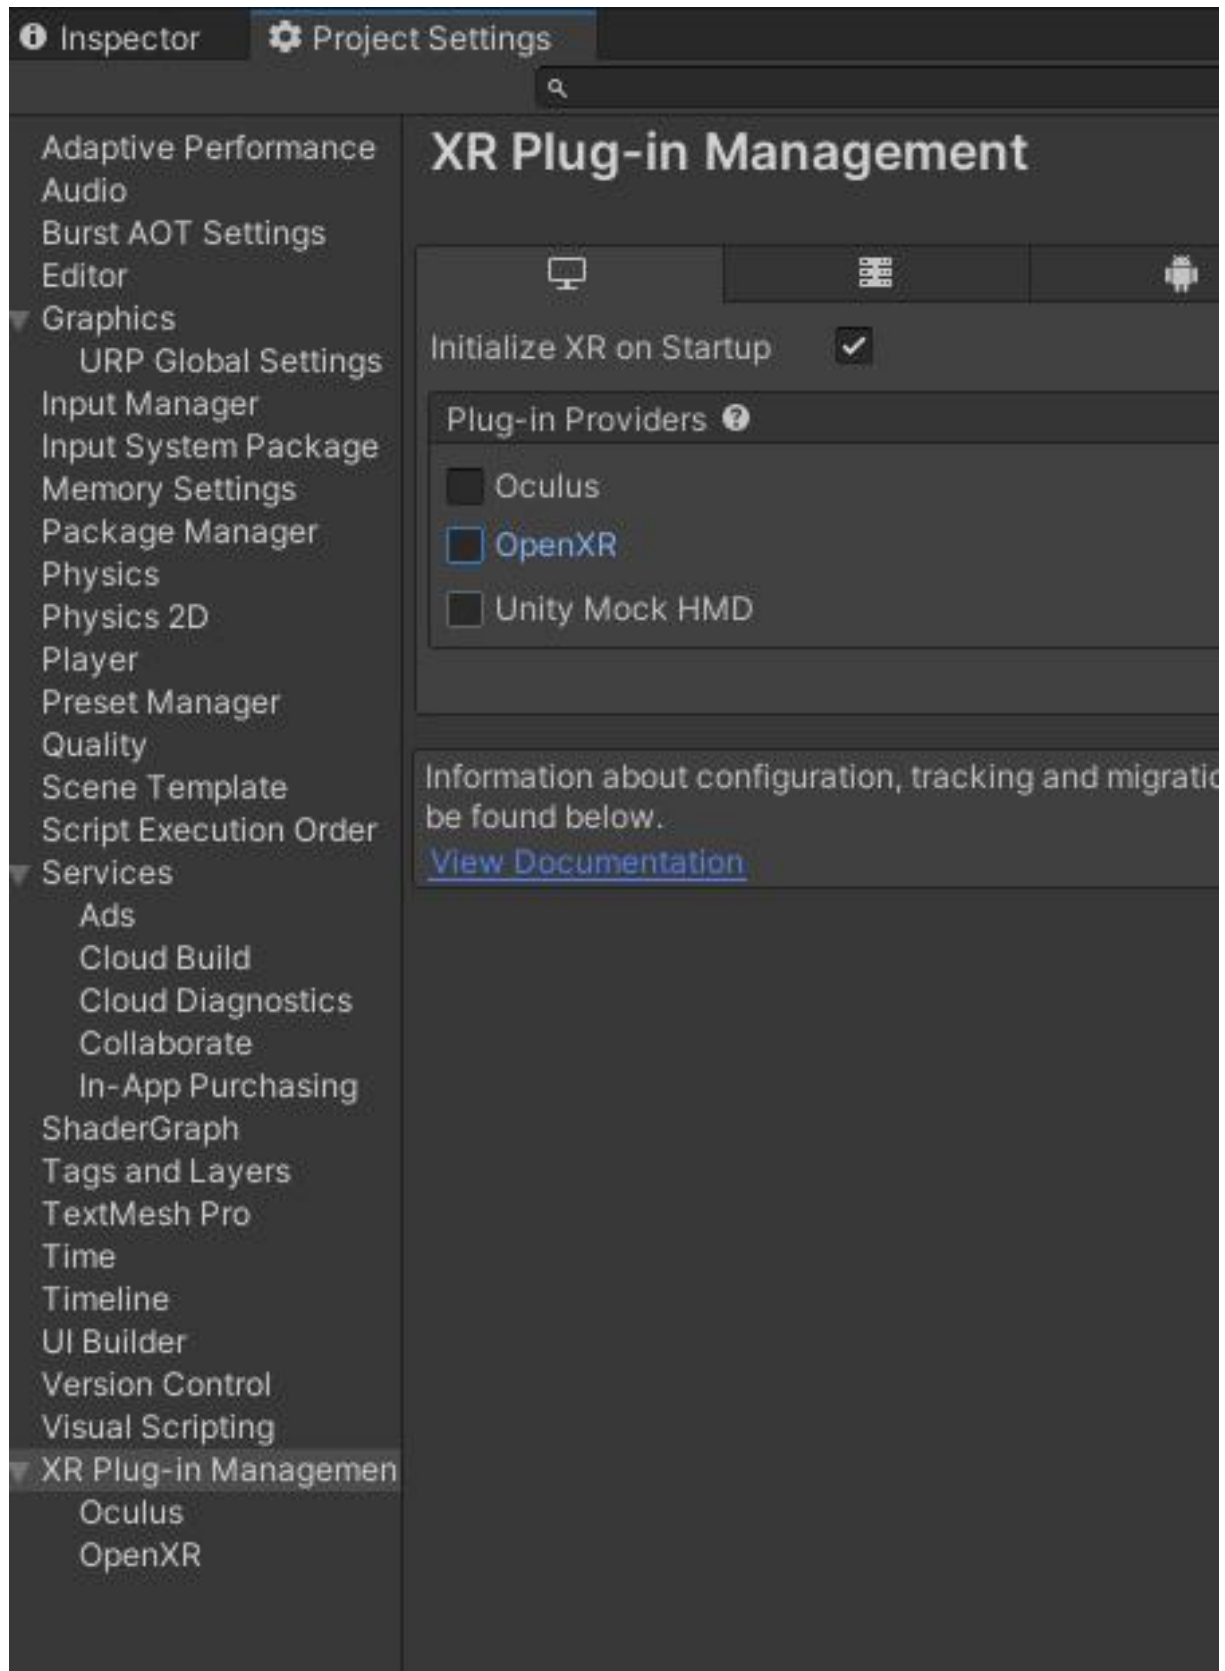 Inspector
Project Settings
Adaptive Performance
Audio
Burst AOT Settings
Editor
Graphics
URP Global Settings
Input Manager
Input System Package
Memory Settings
Package Manager
Physics
Physics 2D
Player
Preset Manager
Quality
Scene Template
Script Execution Order
Services
Ads
Cloud Build
Cloud Diagnostics
Collaborate
In-App Purchasing
ShaderGraph
Tags and Layers
TextMesh Pro
Time
Timeline
UI Builder
Version Control
Visual Scripting
XR Plug-in Managemen
Oculus
OpenXR
XR Plug-in Management
Initialize XR on Startup
Plug-in Providers
Oculus
OpenXR
Unity Mock HMD
Information about configuration, tracking and migratio
be found below.
View Documentation